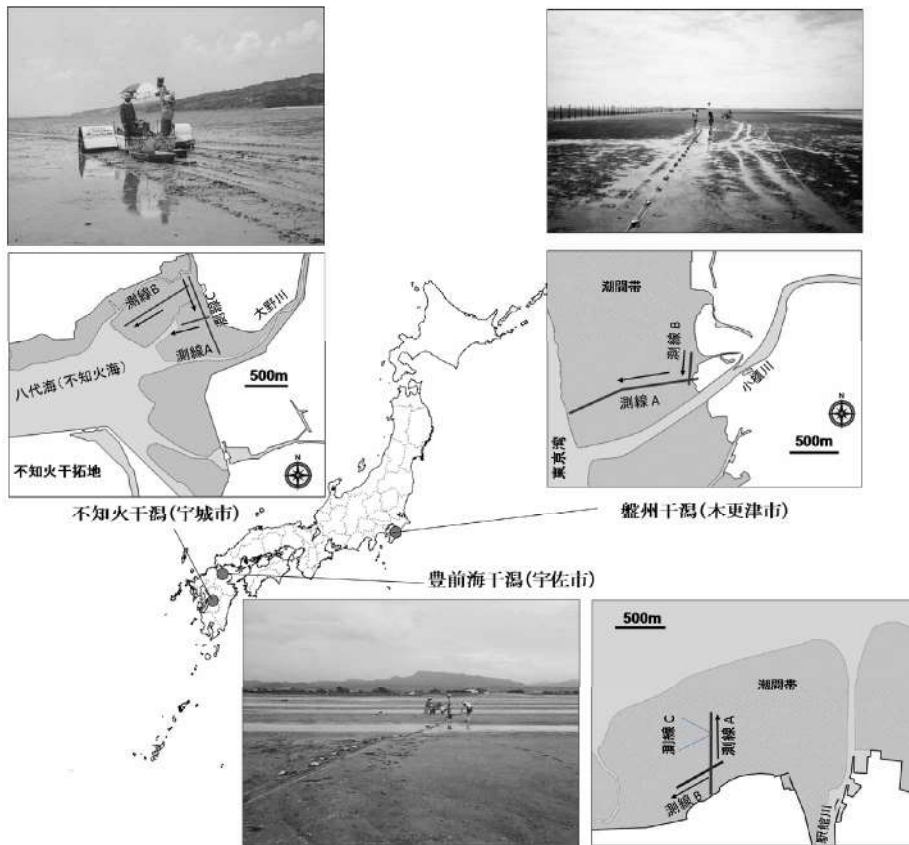 測線B
測線C
大野川
測線A
八代海(不知火海)
500m
不知火干拓地
N
不知火干潟(宇城市)
潮間帯
測線B
測線A
小櫃川
N
東京湾
500m
盤州干潟(木更津市)
豊前海干潟(宇佐市)
500m
潮間帯
測線C
測線A
測線B
駅館川